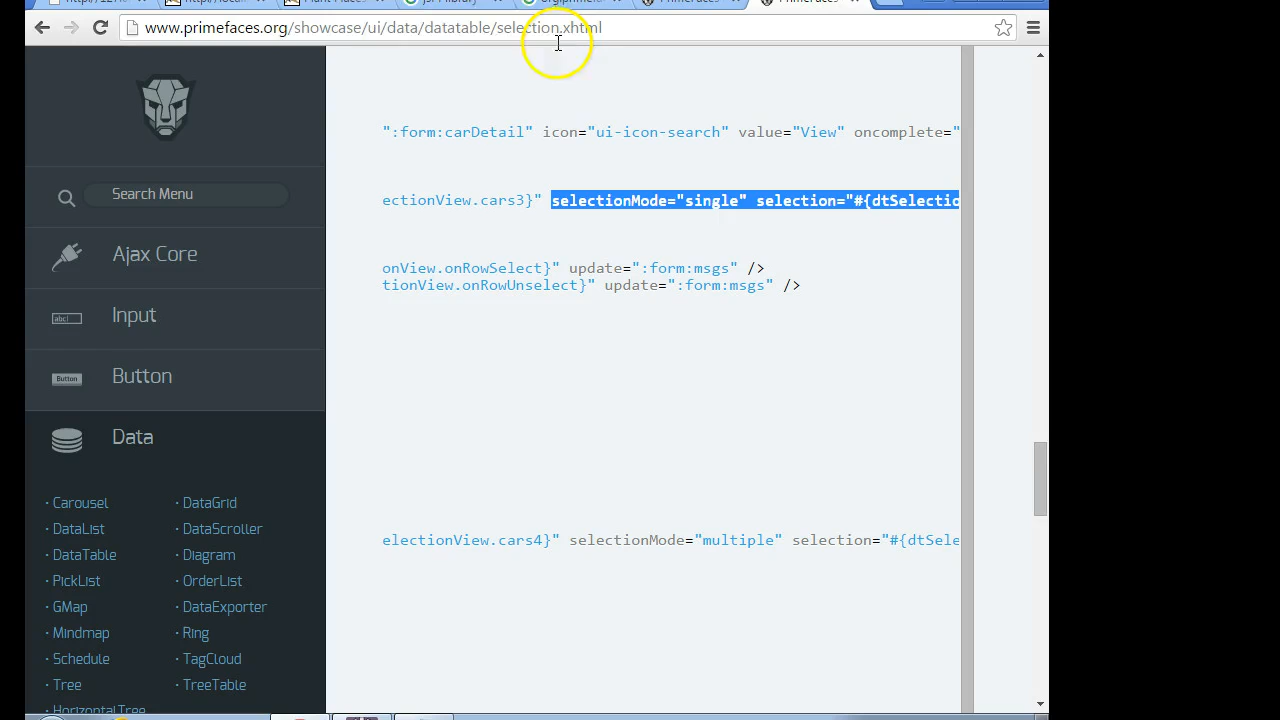 www.primefaces.org/showcase/ui/data/datatable/selection.xhtml
":form:carDetail" icon="ui-icon-search" value="View" oncomplete="
Search Menu
ectionView.cars3}" selectionMode="single" selection="#{dtSelectio
Ajax Core
onView.onRowSelect}" update=":form:msgs" />
tionView.onRowUnselect}" update=":form:msgs" />
abc!
Input
Button
Button
Data
Carousel
DataGrid
DataList
DataScroller
electionView.cars4}" selectionMode="multiple" selection="#{dtSele
DataTable
Diagram
PickList
OrderList
GMap
DataExporter
Mindmap
Ring
Schedule
TagCloud
Tree
TreeTable
HorizontalTree